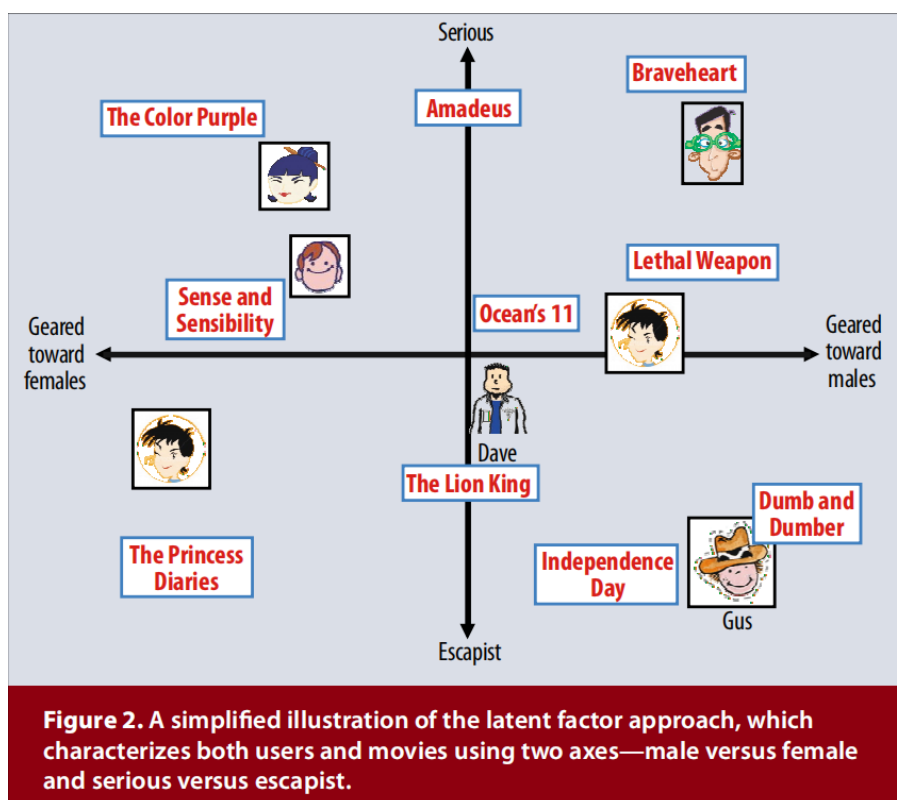 Serious
Braveheart
The Color Purple
Amadeus
Lethal Weapon
Sense and
Sensibility
Ocean's 11
Geared
toward
females
Geared
toward
males
Dave
The Lion King
Dumb and
Dumber
The Princess
Diaries
Independence
Day
Gus
Escapist
Figure 2. A simplified illustration of the latent factor approach, which
characterizes both users and movies using two axes—male versus female
and serious versus escapist.